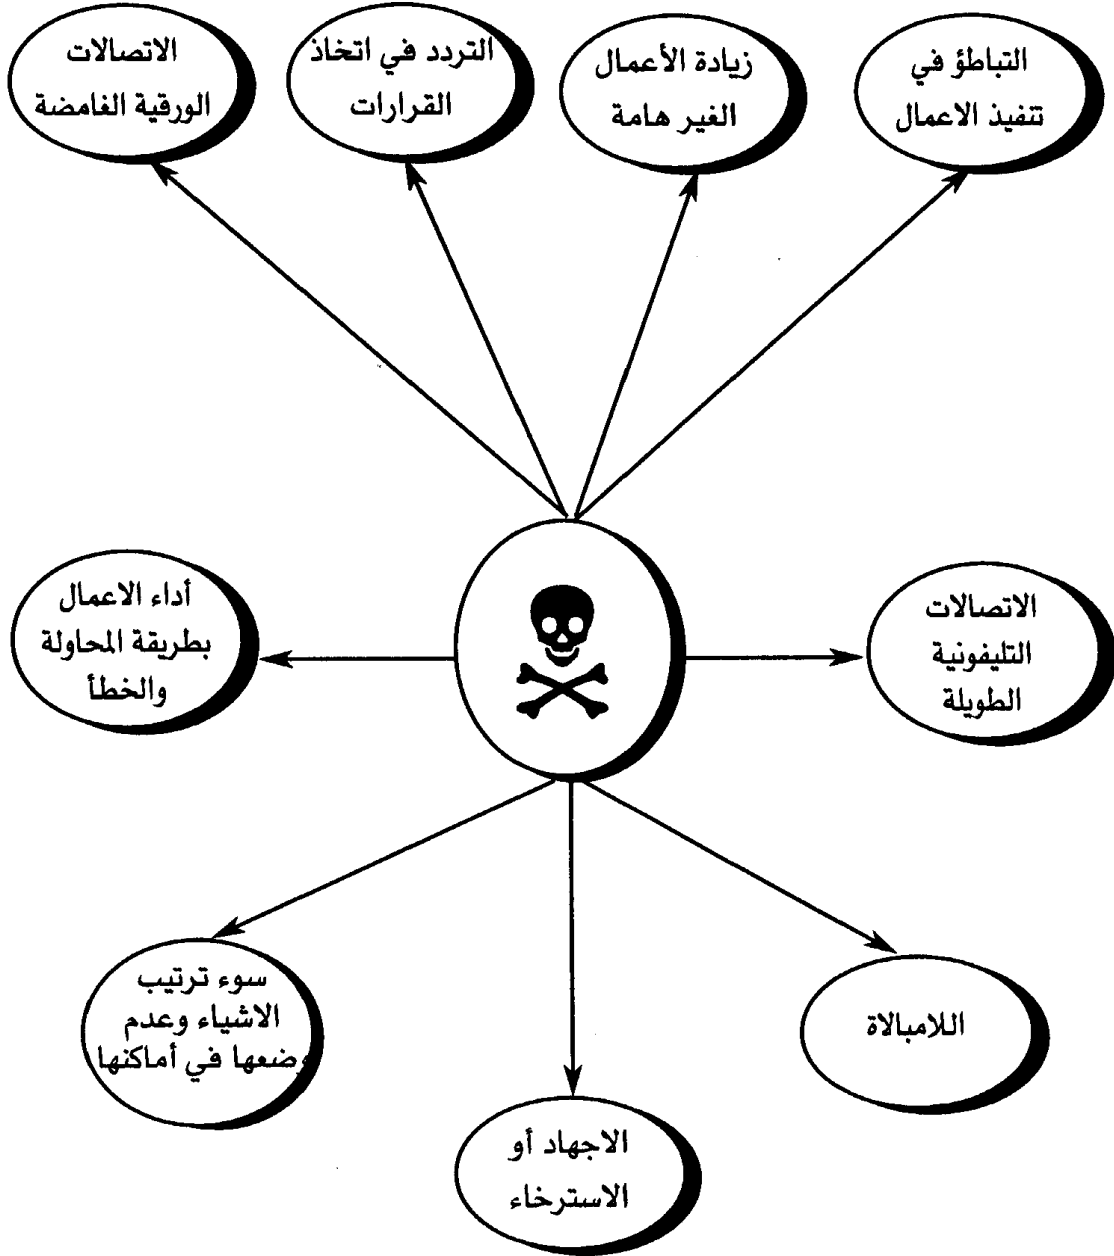 التباطؤ في
تنفيذ الاعمال
زيادة الأعمال
الغير هامة
التردد في اتخاذ
القرارات
الاتصالات
الورقية الغامضة
الاتصالات
التليفونية
الطويلة
أداء الاعمال
بطريقة المحاولة
والخطأ
اللامبالاة
الاجهاد أو
الاسترخاء
سوء ترتيب
الاشياء وعدم
وضعها في أماكنها